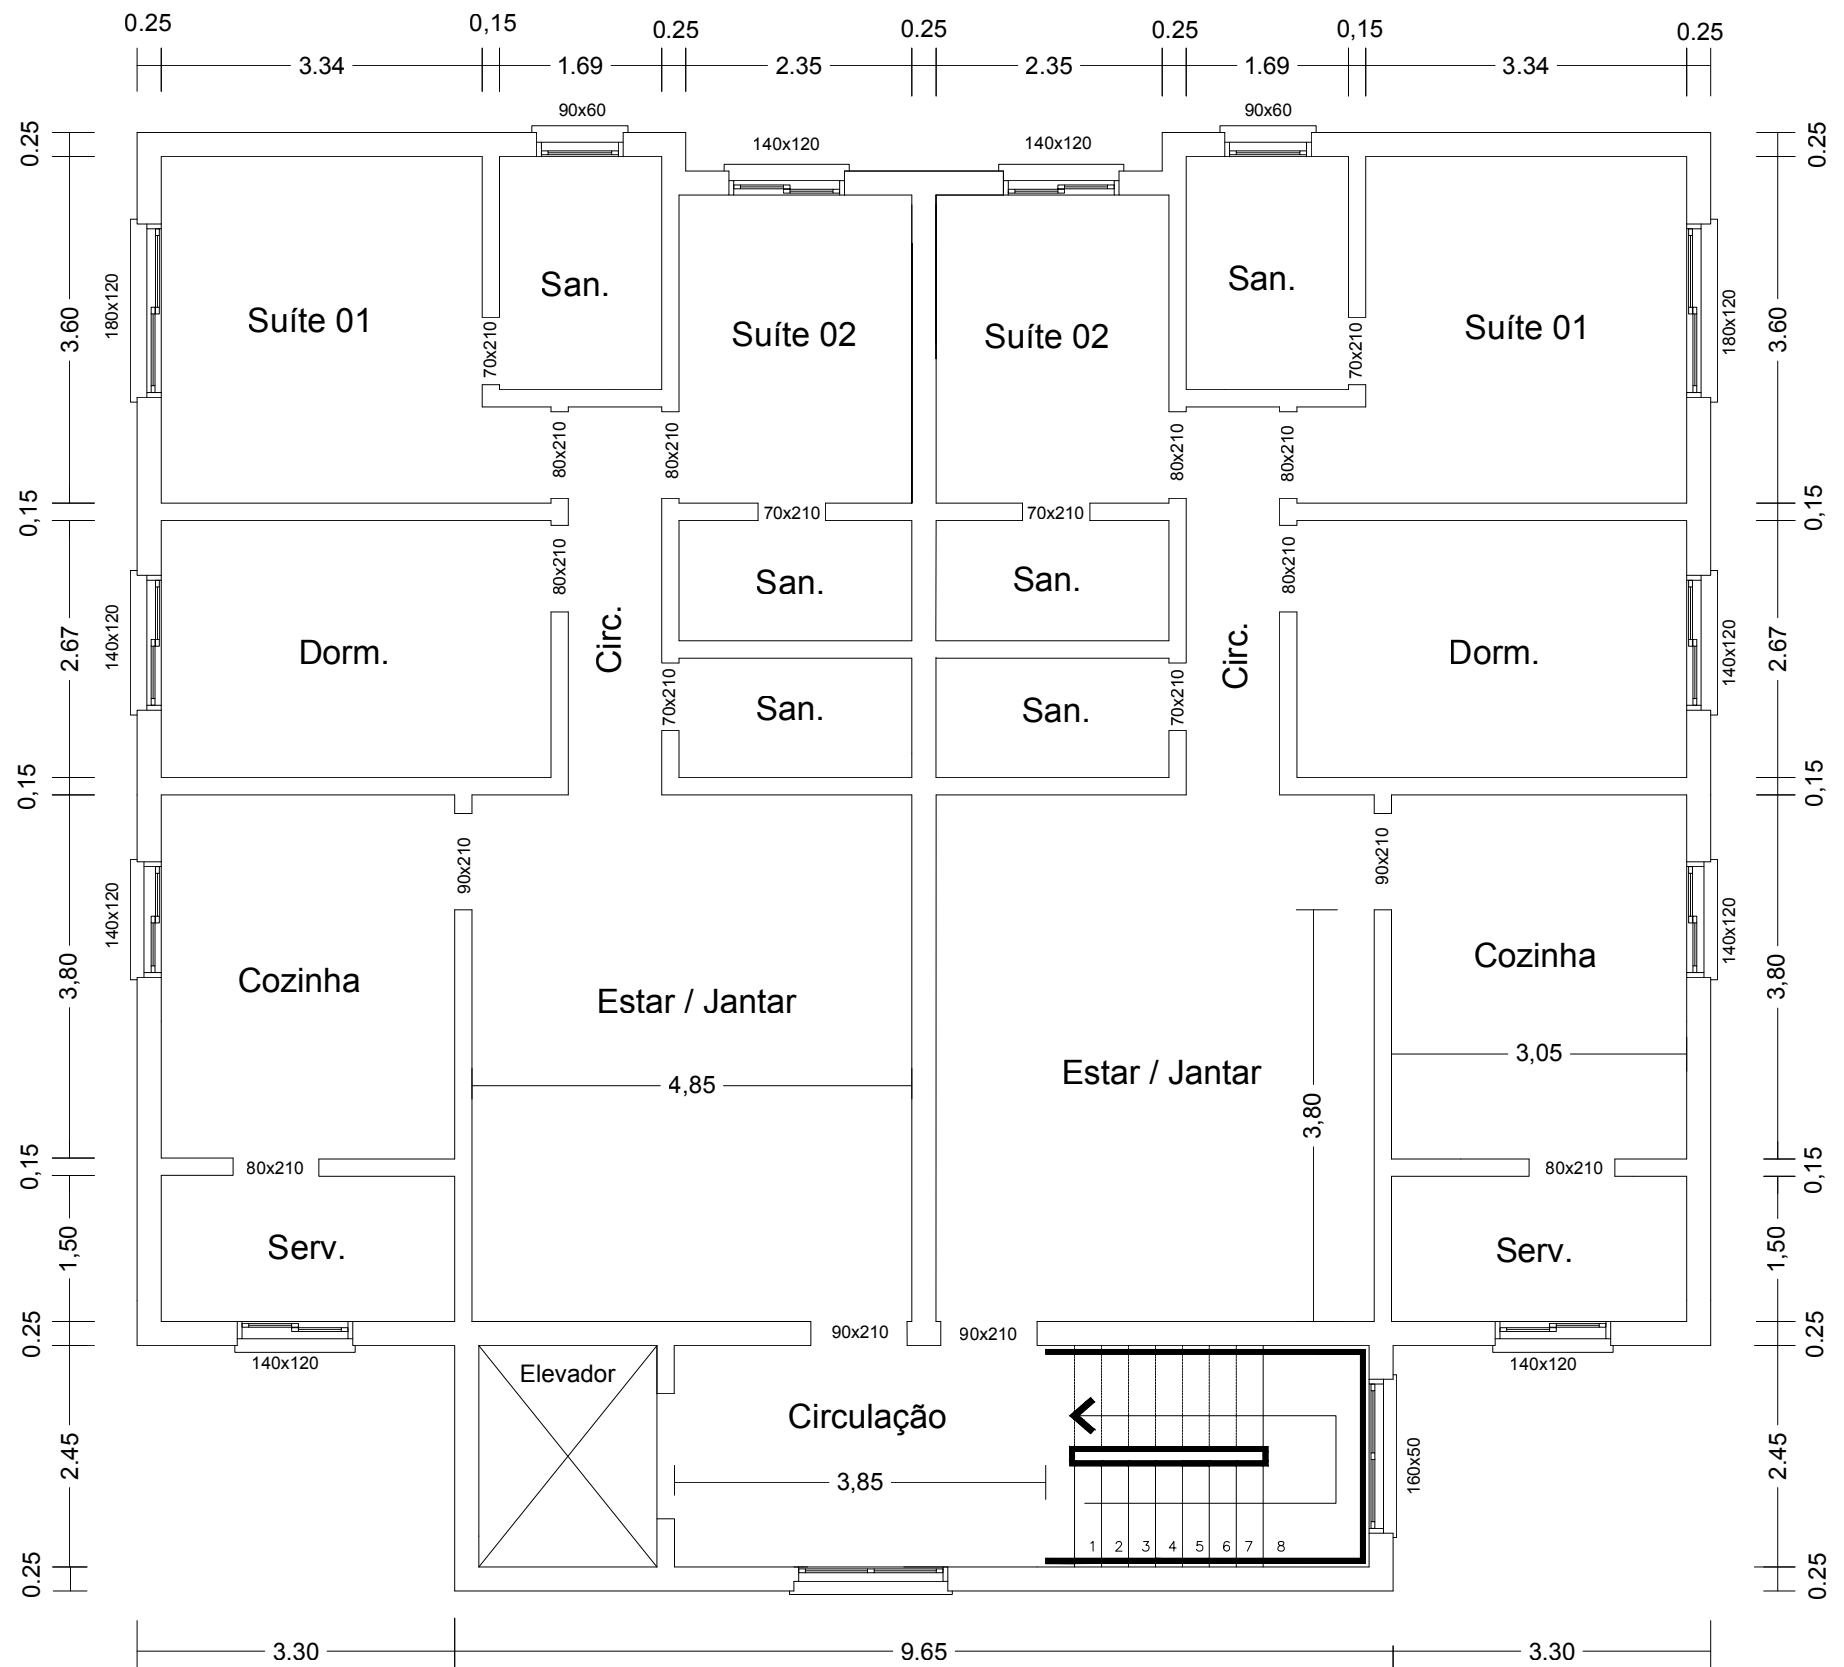 0.25 0,15 0.25 0.25 0.25 0,15 0.25
3.34 1.69 2.35 2.35 1.69 3.34
90x60 90x60
140x120 140x120
0.25 0.25
San. San.
180x120 180x120
3.60 3.60
Suíte 01 Suíte 02 Suíte 02 Suíte 01
70x210 70x210
80x210 80x210 80x210 80x210
0,15 70x210 70x210 0,15
80x210 80x210
San. San.
2.67 140x120 Dorm. Circ. Circ. Dorm. 140x120 2.67
70x210 San. San. 70x210
0,15 0,15
90x210 90x210
140x120 140x120
3,80 Cozinha Cozinha 3,80
Estar / Jantar
3,05
Estar / Jantar
4,85
3,80
0,15 80x210 80x210 0,15
1,50 Serv. Serv. 1,50
0.25 90x210 90x210 0.25
140x120 140x120
Elevador
Circulação
2.45 160x50 2.45
3,85
1 2 3 4 5 6 7 8
0.25 0.25
3.30 9.65 3.30